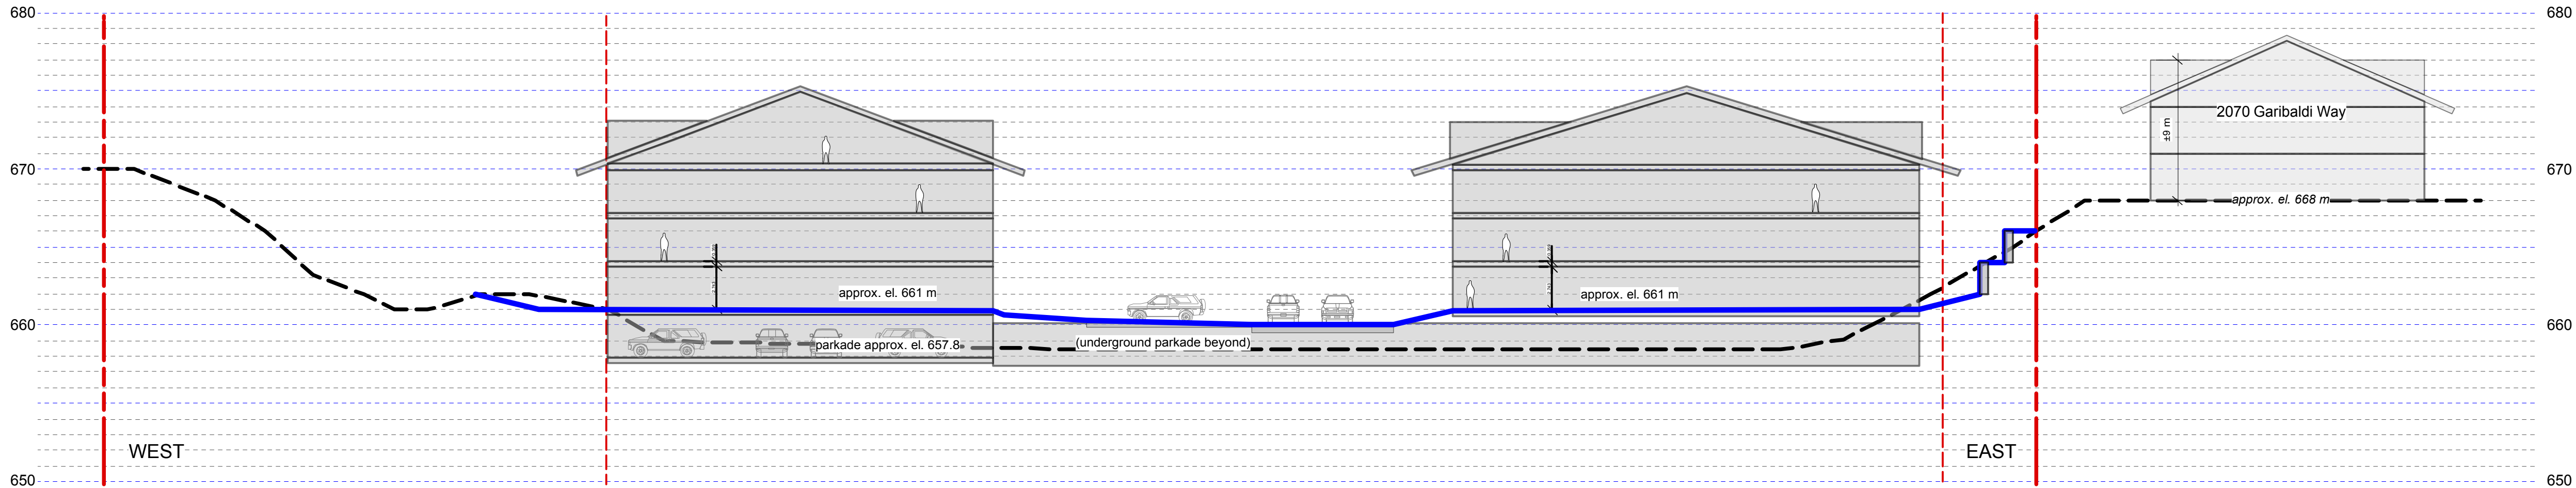 680
680
2070 Garibaldi Way
±9 m
670
670
approx. el. 668 m
approx. el. 661 m
approx. el. 661 m
660
660
parkade approx. el. 657.8
(underground parkade beyond)
WEST
EAST
650
650